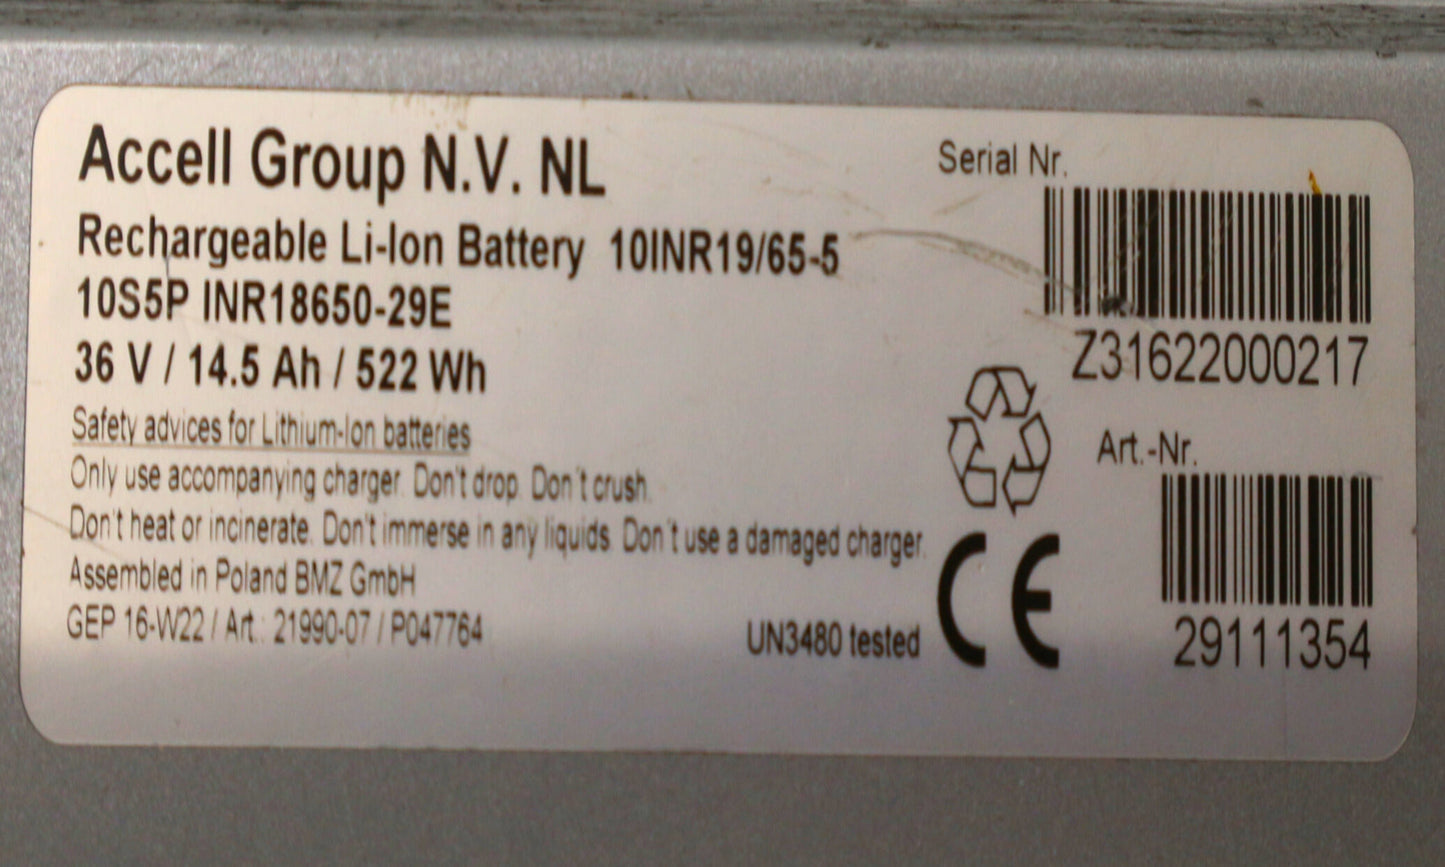 Accell Group N.V. NL
Rechargeable Li-Ion Battery 10INR19/65-5
10S5P INR18650-29E
36 V / 14.5 Ah / 522 Wh
Safety advices for Lithium-Ion batteries
Only use accompanying charger. Don't drop. Don't crush.
Don't heat or incinerate. Don't immerse in any liquids. Don't use a damaged charger.
Assembled in Poland BMZ GmbH
GEP 16-W22 / Art.: 21990-07 / P047764
UN3480 tested
CE
Serial Nr.
Z31622000217
Art.-Nr.
29111354